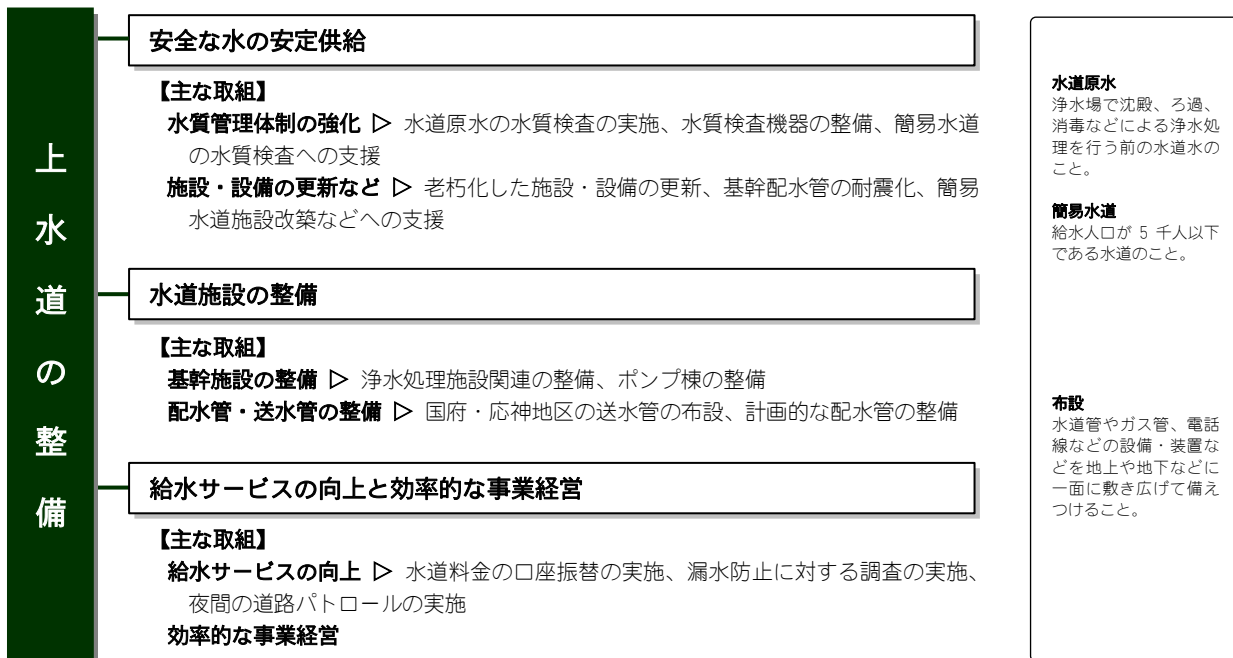 上水道の整備
安全な水の安定供給
【主な取組】
水質管理体制の強化 ▷ 水道原水の水質検査の実施、水質検査機器の整備、簡易水道
の水質検査への支援
施設・設備の更新など ▷ 老朽化した施設・設備の更新、基幹配水管の耐震化、簡易
水道施設改築などへの支援
水道施設の整備
【主な取組】
基幹施設の整備 ▷ 浄水処理施設関連の整備、ポンプ棟の整備
配水管・送水管の整備 ▷ 国府・応神地区の送水管の布設、計画的な配水管の整備
給水サービスの向上と効率的な事業経営
【主な取組】
給水サービスの向上 ▷ 水道料金の口座振替の実施、漏水防止に対する調査の実施、
夜間の道路パトロールの実施
効率的な事業経営
水道原水
浄水場で沈殿、ろ過、
消毒などによる浄水処
理を行う前の水道水の
こと。
簡易水道
給水人口が 5 千人以下
である水道のこと。
布設
水道管やガス管、電話
線などの設備・装置な
どを地上や地下などに
一面に敷き広げて備え
つけること。